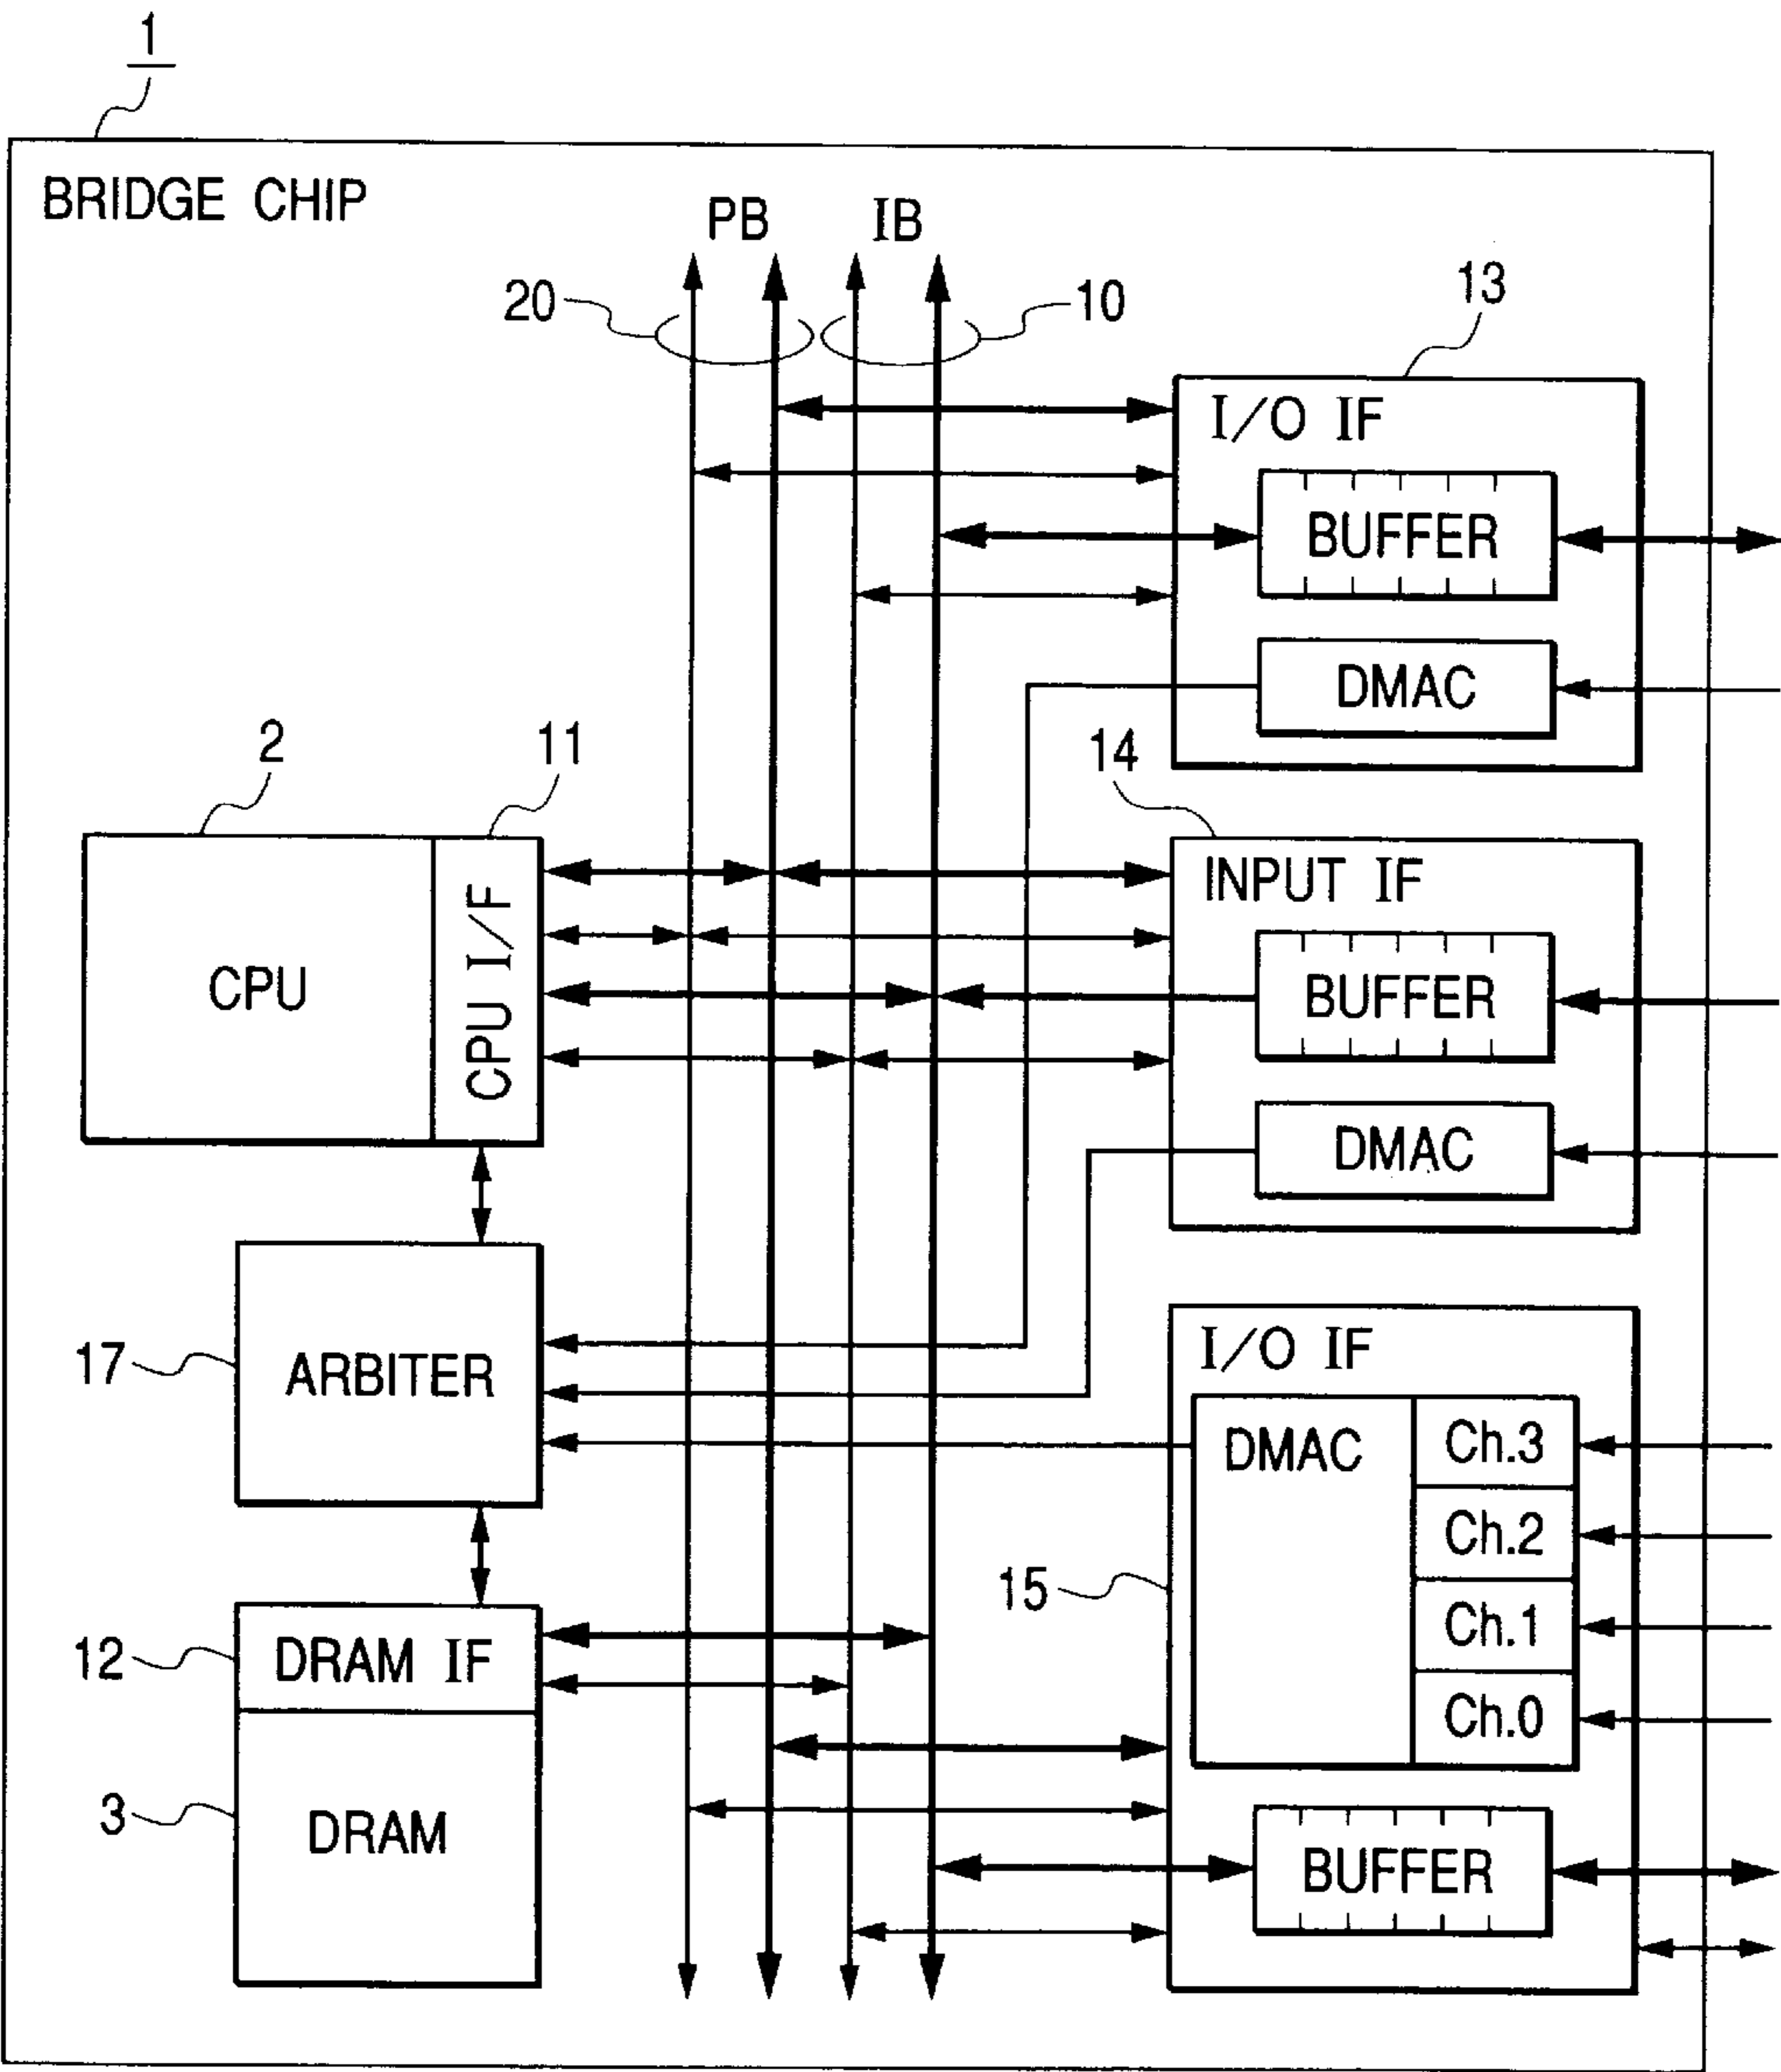 1
BRIDGE CHIP
PB IB
20 10
13
I/O IF
BUFFER
DMAC
2 11
14
CPU
CPU I/F
INPUT IF
BUFFER
DMAC
17
ARBITER
I/O IF
DMAC
Ch.3
Ch.2
Ch.1
Ch.0
15
12
DRAM IF
3
DRAM
BUFFER